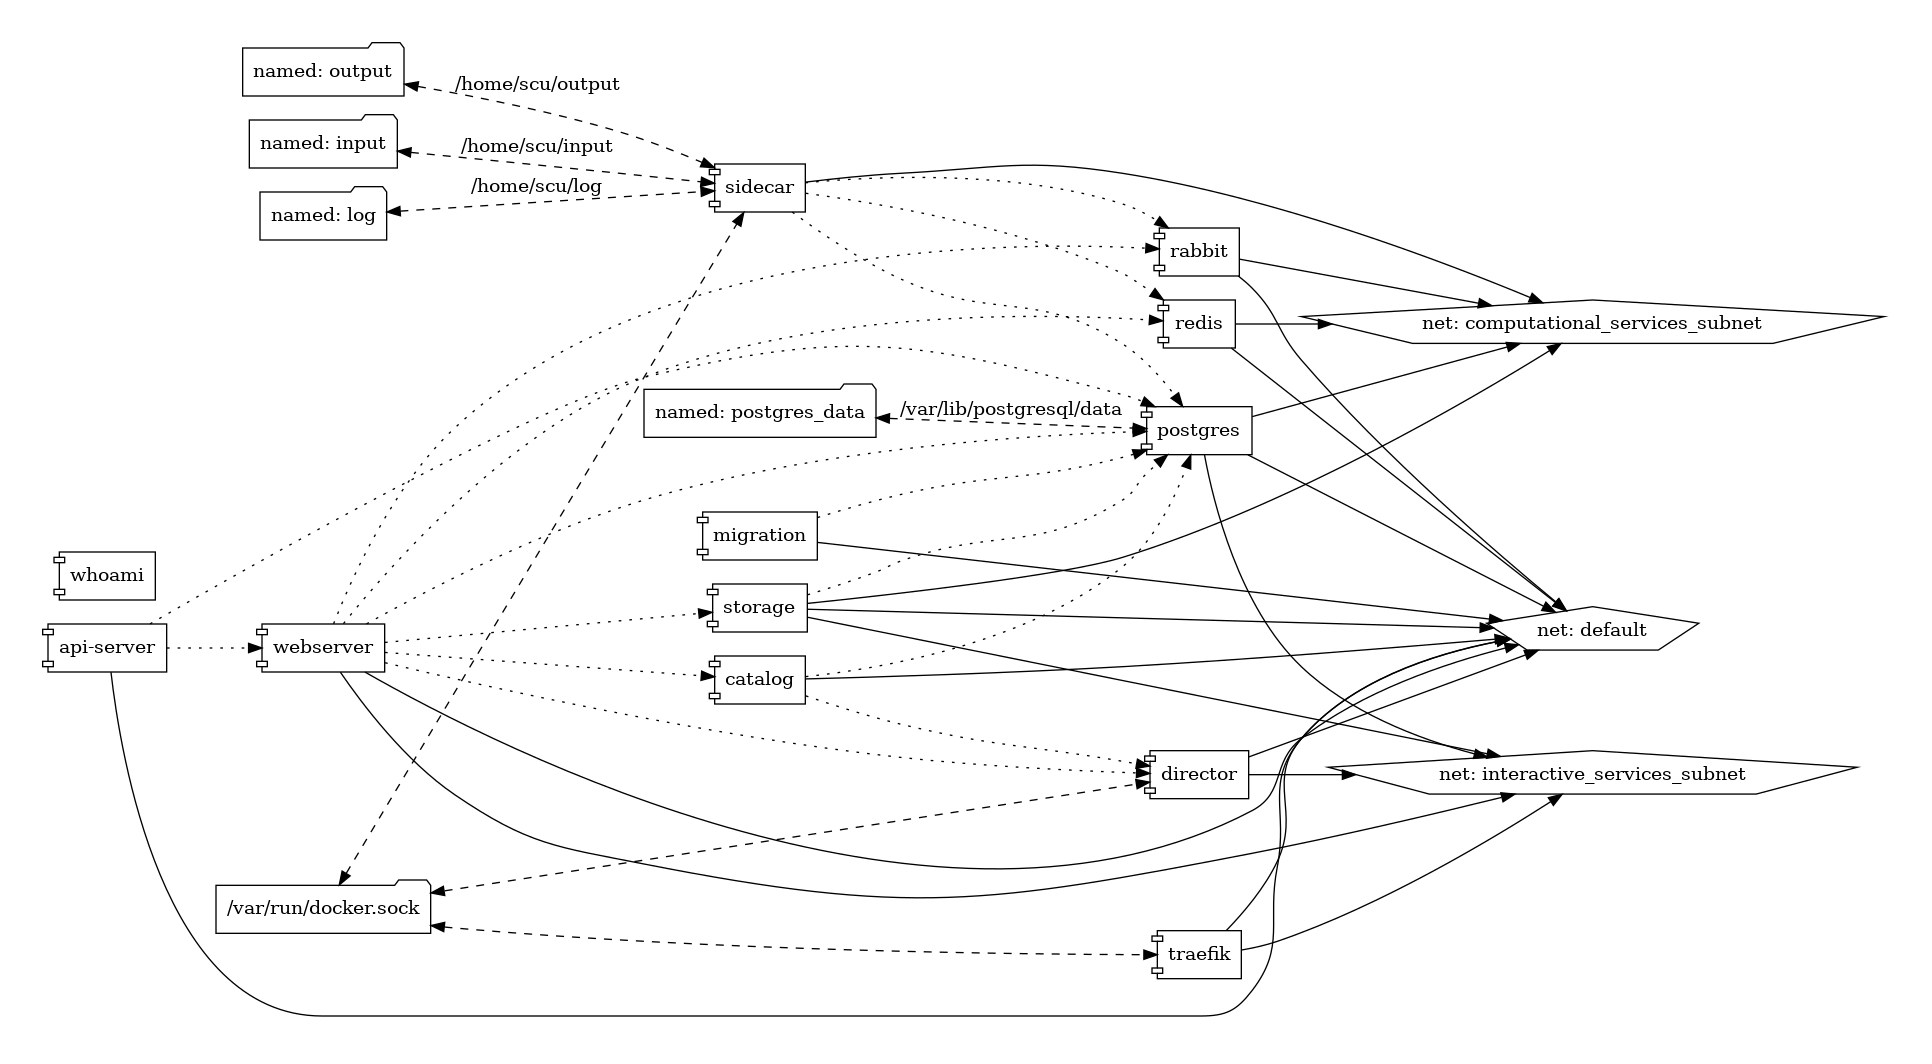 named: output
/home/scu/output
named: input
/home/scu/input
named: log
/home/scu/log
sidecar
rabbit
redis
net: computational_services_subnet
named: postgres_data
/var/lib/postgresql/data
postgres
migration
whoami
storage
net: default
api-server
webserver
catalog
director
net: interactive_services_subnet
/var/run/docker.sock
traefik